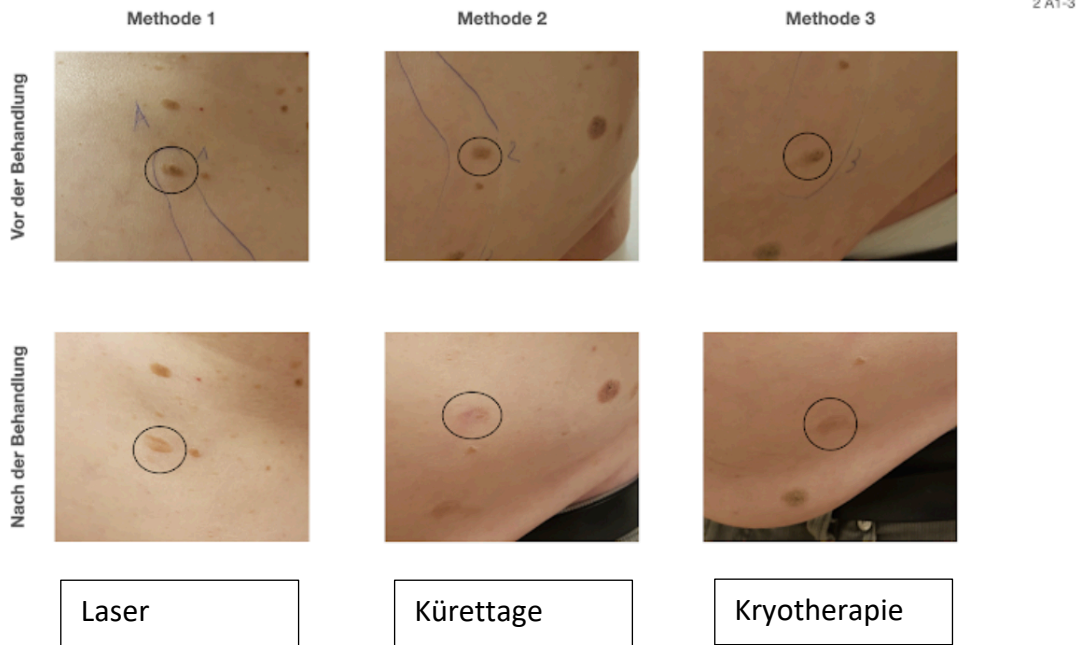 2 A1-3
Methode 1
Methode 2
Methode 3
Vor der Behandlung
A
1
2
3
Nach der Behandlung
Laser
Kürettage
Kryotherapie